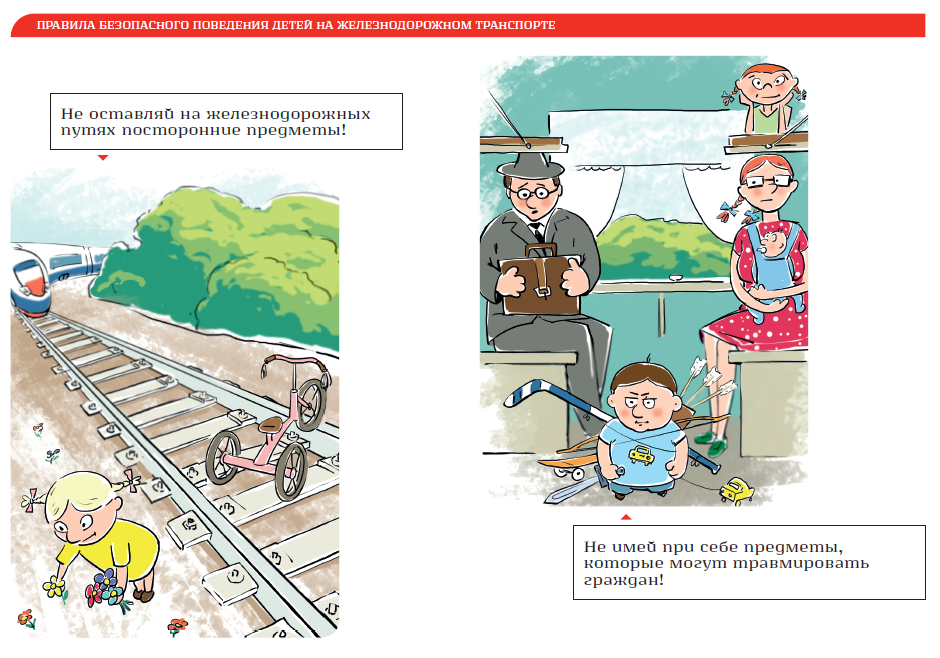 ПРАВИЛА БЕЗОПАСНОГО ПОВЕДЕНИЯ ДЕТЕЙ НА ЖЕЛЕЗНОДОРОЖНОМ ТРАНСПОРТЕ
Не оставляй на железнодорожных
путях посторонние предметы!
Не имей при себе предметы,
которые могут травмировать
граждан!